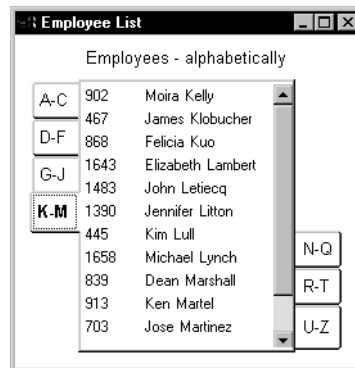 Employee List
Employees - alphabetically
A-C
D-F
G-J
K-M
902 Moira Kelly
467 James Klobucher
868 Felicia Kuo
1643 Elizabeth Lambert
1483 John Letiecq
1390 Jennifer Litton
445 Kim Lull
1658 Michael Lynch
839 Dean Marshall
913 Ken Martel
703 Jose Martinez
N-Q
R-T
U-Z